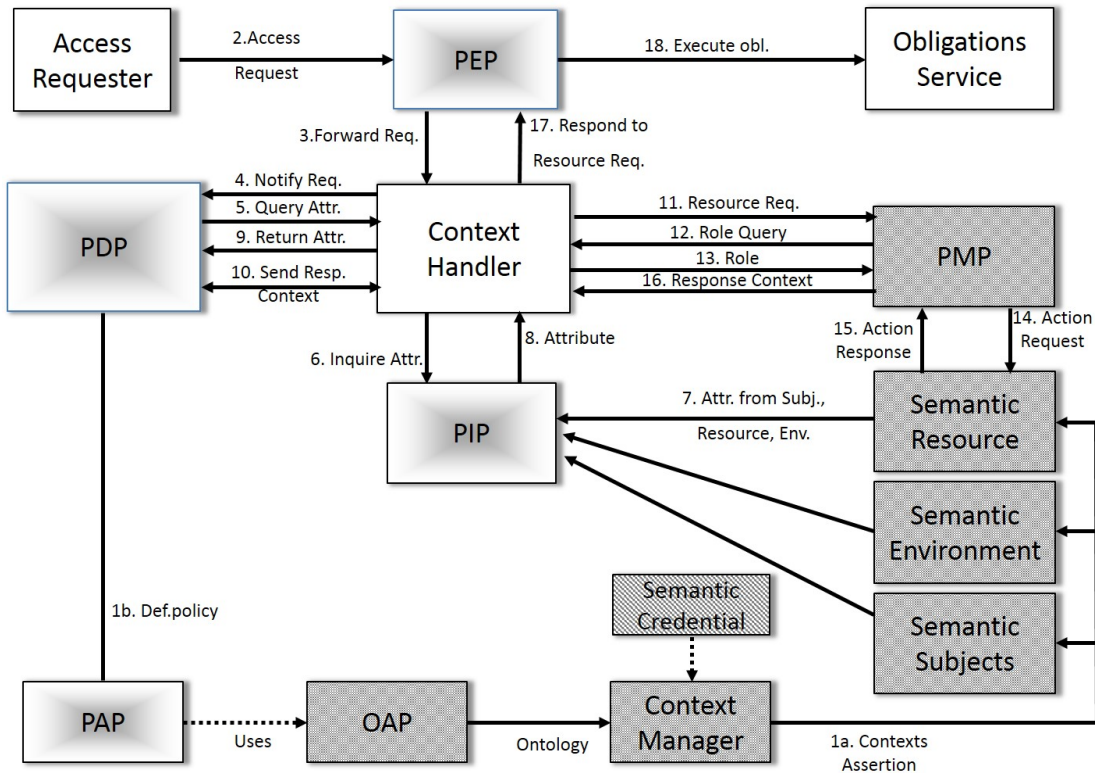 Access
Requester
2.Access
Request
PEP
18. Execute obl.
Obligations
Service
3.Forward Req.
17. Respond to
Resource Req.
PDP
4. Notify Req.
5. Query Attr.
9. Return Attr.
10. Send Resp.
Context
Context
Handler
11. Resource Req.
12. Role Query
13. Role
16. Response Context
PMP
6. Inquire Attr.
8. Attribute
15. Action
Response
14. Action
Request
PIP
7. Attr. from Subj.,
Resource, Env.
Semantic
Resource
Semantic
Environment
Semantic
Subjects
1b. Def.policy
Semantic
Credential
PAP
Uses
OAP
Ontology
Context
Manager
1a. Contexts
Assertion